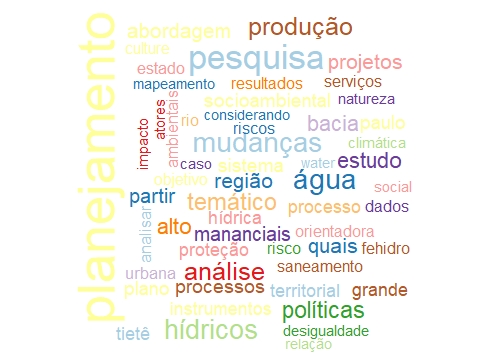 planejamento
abordagem
produção
culture
pesquisa
projetos
estado
mapeamento
resultados
serviços
atores
ambientais
socioambiental
natureza
impacto
rio
considerando
riscos
bacia
paulo
mudanças
climática
caso
sistema
water
estudo
objetivo
região
água
social
partir
temático
processo
dados
analisar
alto
hídrica
mananciais
orientadora
quais
fehidro
proteção
risco
saneamento
urbana
análise
plano
processos
territorial
grande
instrumentos
políticas
tietê
hídricos
desigualdade
relação